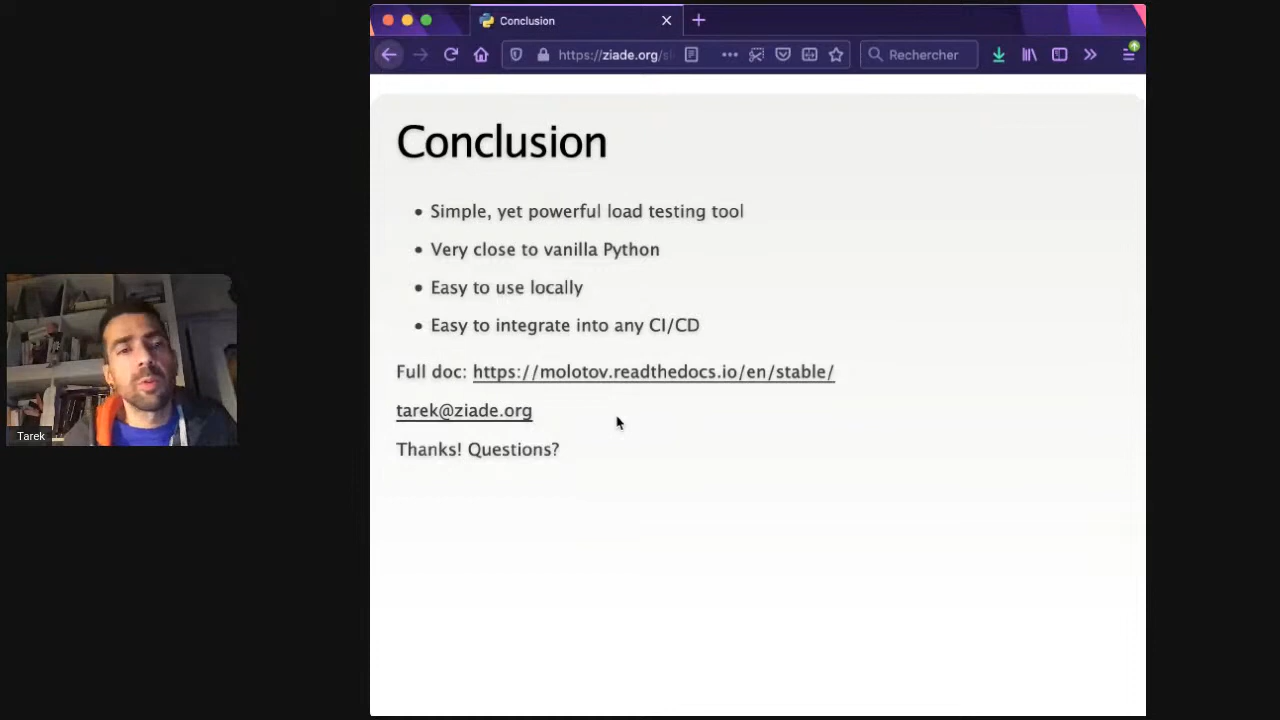 Conclusion
https://ziade.org/sl
Rechercher
Conclusion
• Simple, yet powerful load testing tool
• Very close to vanilla Python
• Easy to use locally
• Easy to integrate into any CI/CD
Full doc: https://molotov.readthedocs.io/en/stable/
tarek@ziade.org
Thanks! Questions?
Tarek